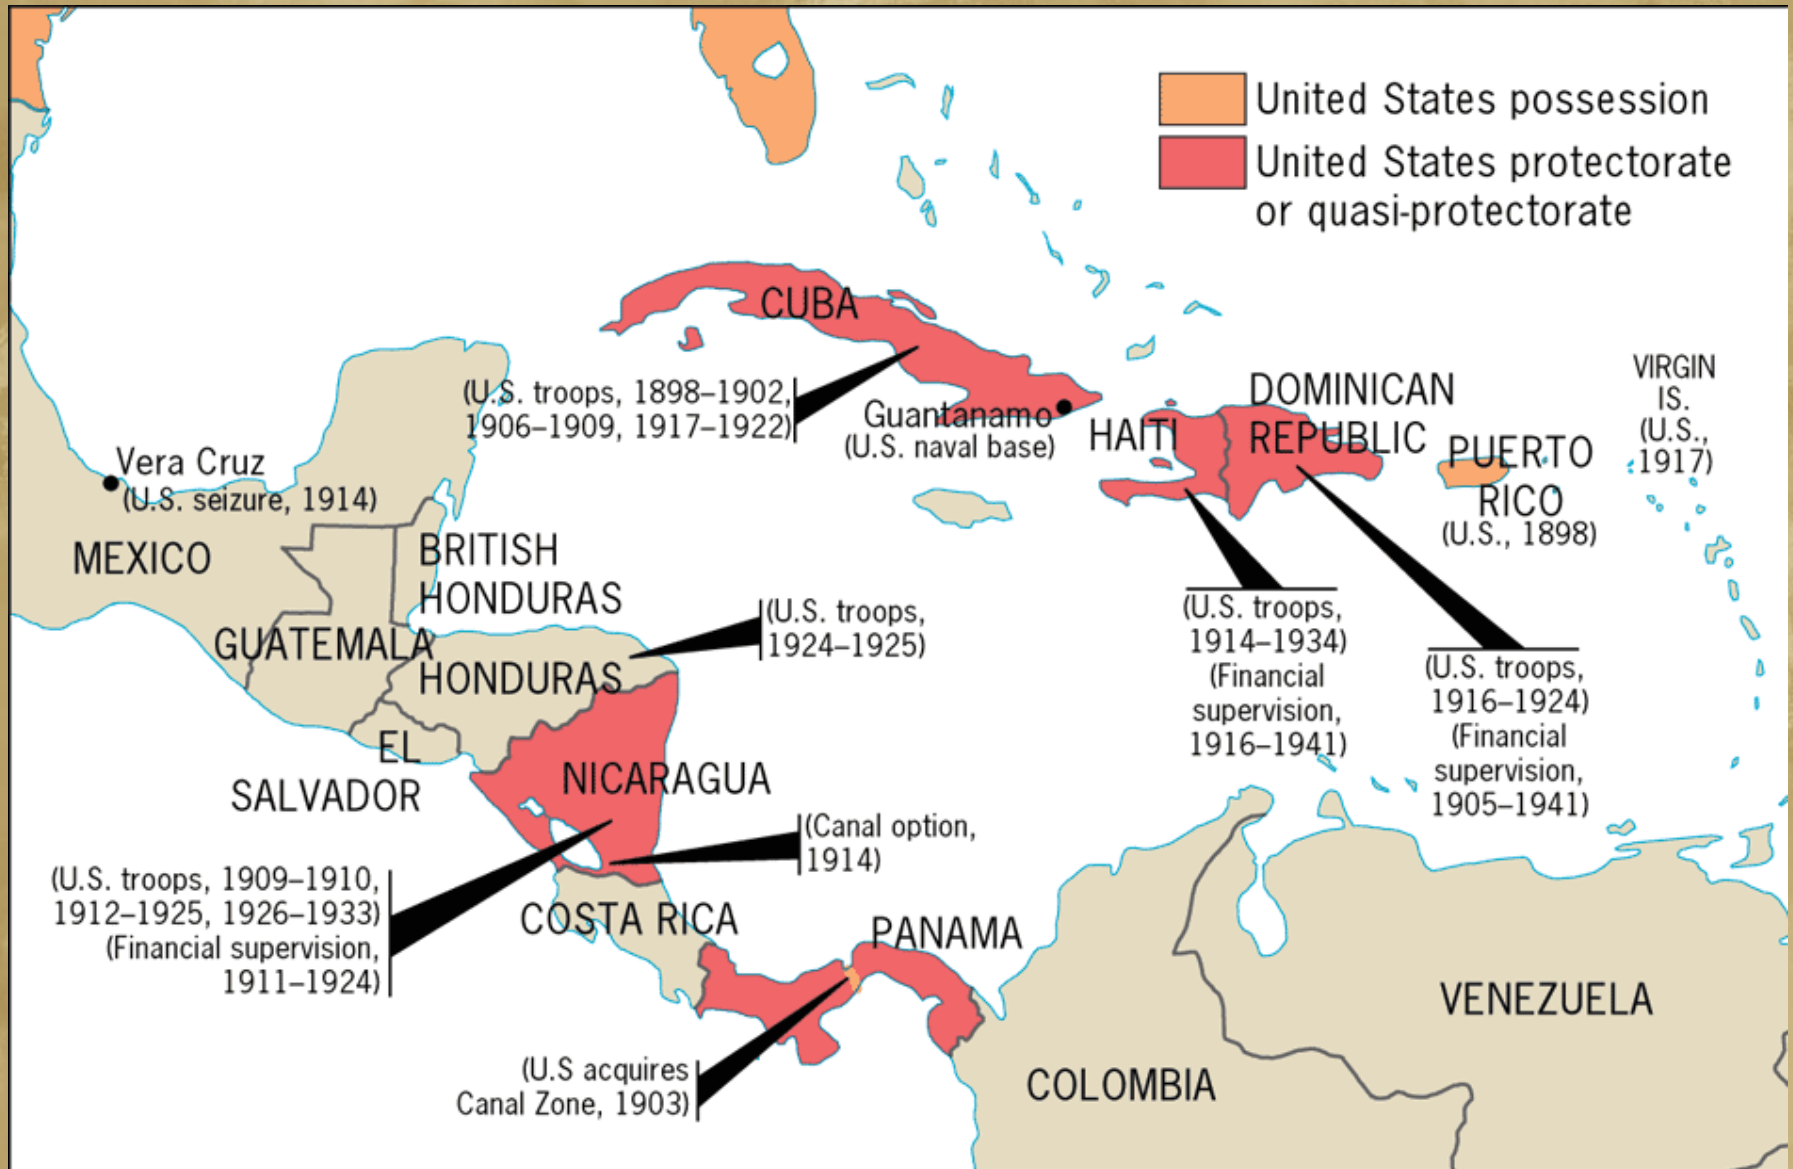 United States possession
United States protectorate
or quasi-protectorate
CUBA
(U.S. troops, 1898–1902,
1906–1909, 1917–1922)
Guantanamo
(U.S. naval base)
HAITI
DOMINICAN
REPUBLIC
VIRGIN
IS.
(U.S.,
1917)
PUERTO
RICO
(U.S., 1898)
Vera Cruz
(U.S. seizure, 1914)
MEXICO
BRITISH
HONDURAS
GUATEMALA
HONDURAS
(U.S. troops,
1924–1925)
(U.S. troops,
1914–1934)
(Financial
supervision,
1916–1941)
(U.S. troops,
1916–1924)
(Financial
supervision,
1905–1941)
EL
SALVADOR
NICARAGUA
(Canal option,
1914)
(U.S. troops, 1909–1910,
1912–1925, 1926–1933)
(Financial supervision,
1911–1924)
COSTA RICA
PANAMA
(U.S acquires
Canal Zone, 1903)
COLOMBIA
VENEZUELA